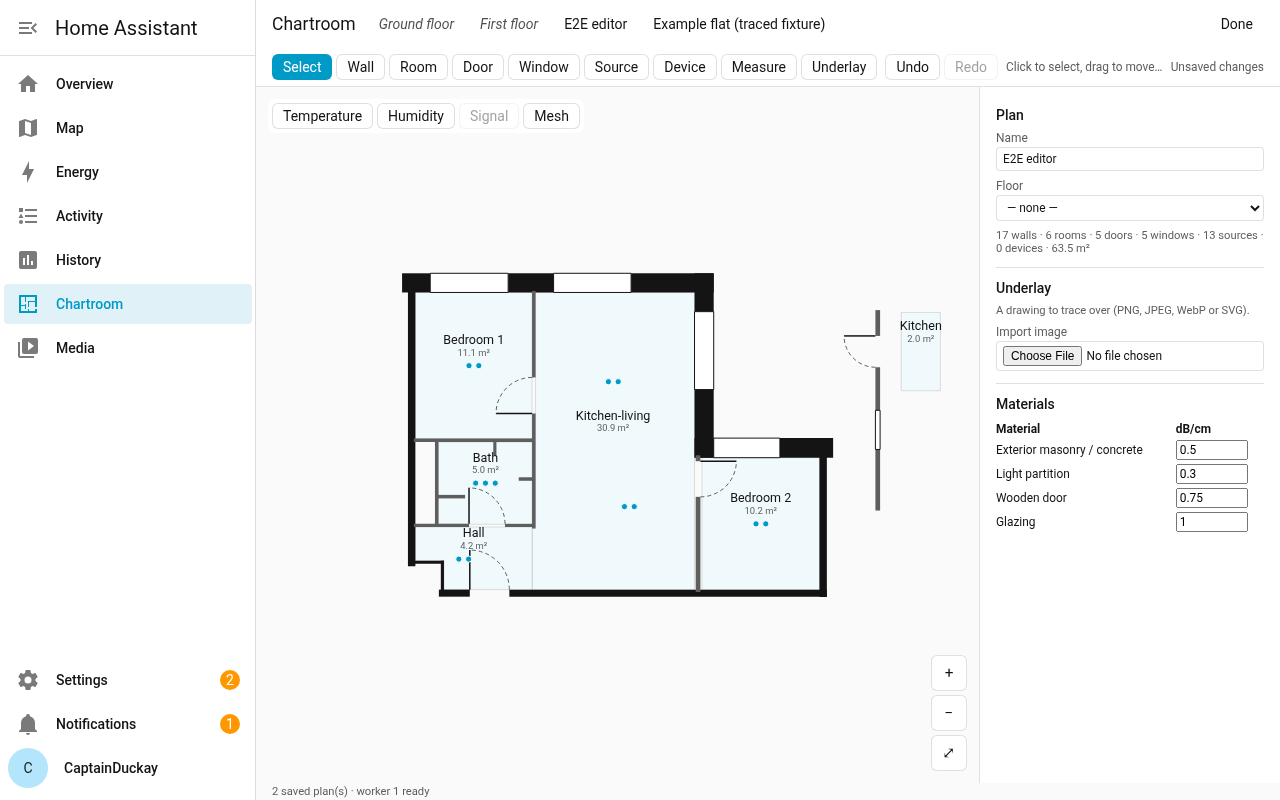 Home Assistant
Overview
Map
Energy
Activity
History
Chartroom
Media
Settings
2
Notifications
1
C
CaptainDuckay
Chartroom
Ground floor
First floor
E2E editor
Example flat (traced fixture)
Done
Select
Wall
Room
Door
Window
Source
Device
Measure
Underlay
Undo
Redo
Click to select, drag to move…
Unsaved changes
Temperature
Humidity
Signal
Mesh
Bedroom 1
11.1 m²
Kitchen-living
30.9 m²
Bath
5.0 m²
Hall
4.2 m²
Bedroom 2
10.2 m²
Kitchen
2.0 m²
+
−
⤢
2 saved plan(s) · worker 1 ready
Plan
Name
E2E editor
Floor
— none —
17 walls · 6 rooms · 5 doors · 5 windows · 13 sources ·
0 devices · 63.5 m²
Underlay
A drawing to trace over (PNG, JPEG, WebP or SVG).
Import image
Choose File No file chosen
Materials
Material dB/cm
Exterior masonry / concrete 0.5
Light partition 0.3
Wooden door 0.75
Glazing 1